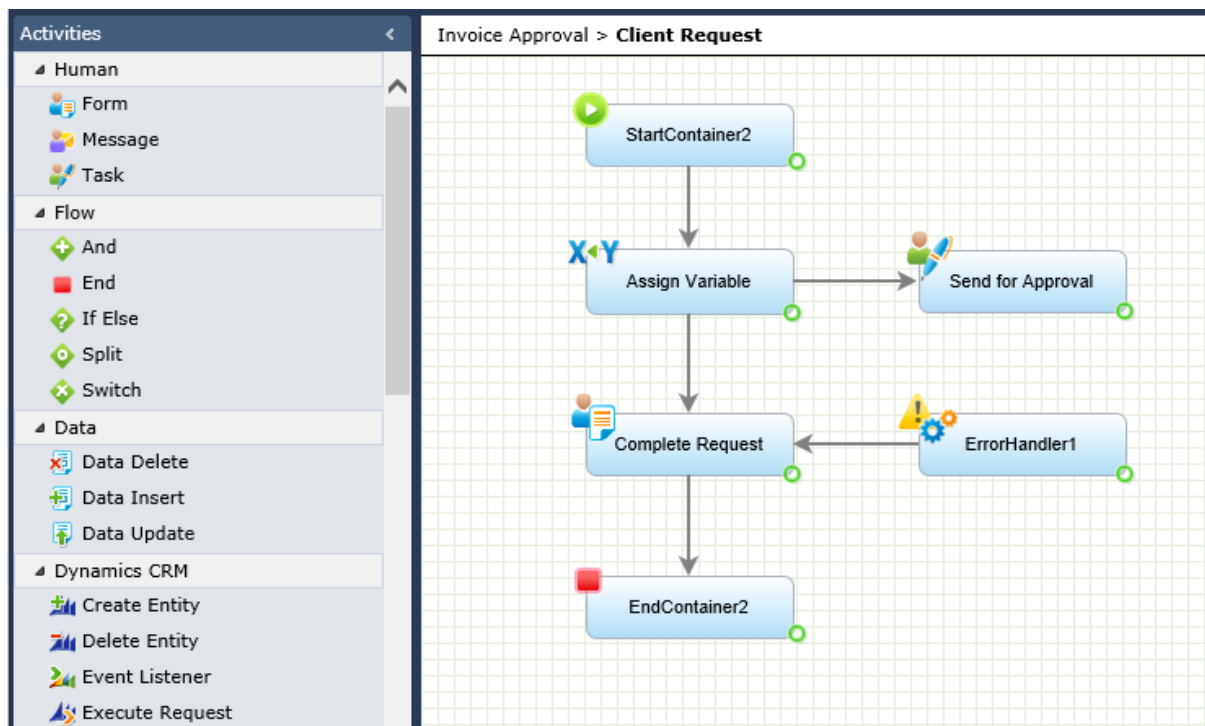 Activities
Human
Form
Message
Task
Flow
And
End
If Else
Split
Switch
Data
Data Delete
Data Insert
Data Update
Dynamics CRM
Create Entity
Delete Entity
Event Listener
Execute Request
Invoice Approval > Client Request
StartContainer2
X Y
Assign Variable
Send for Approval
Complete Request
ErrorHandler1
EndContainer2